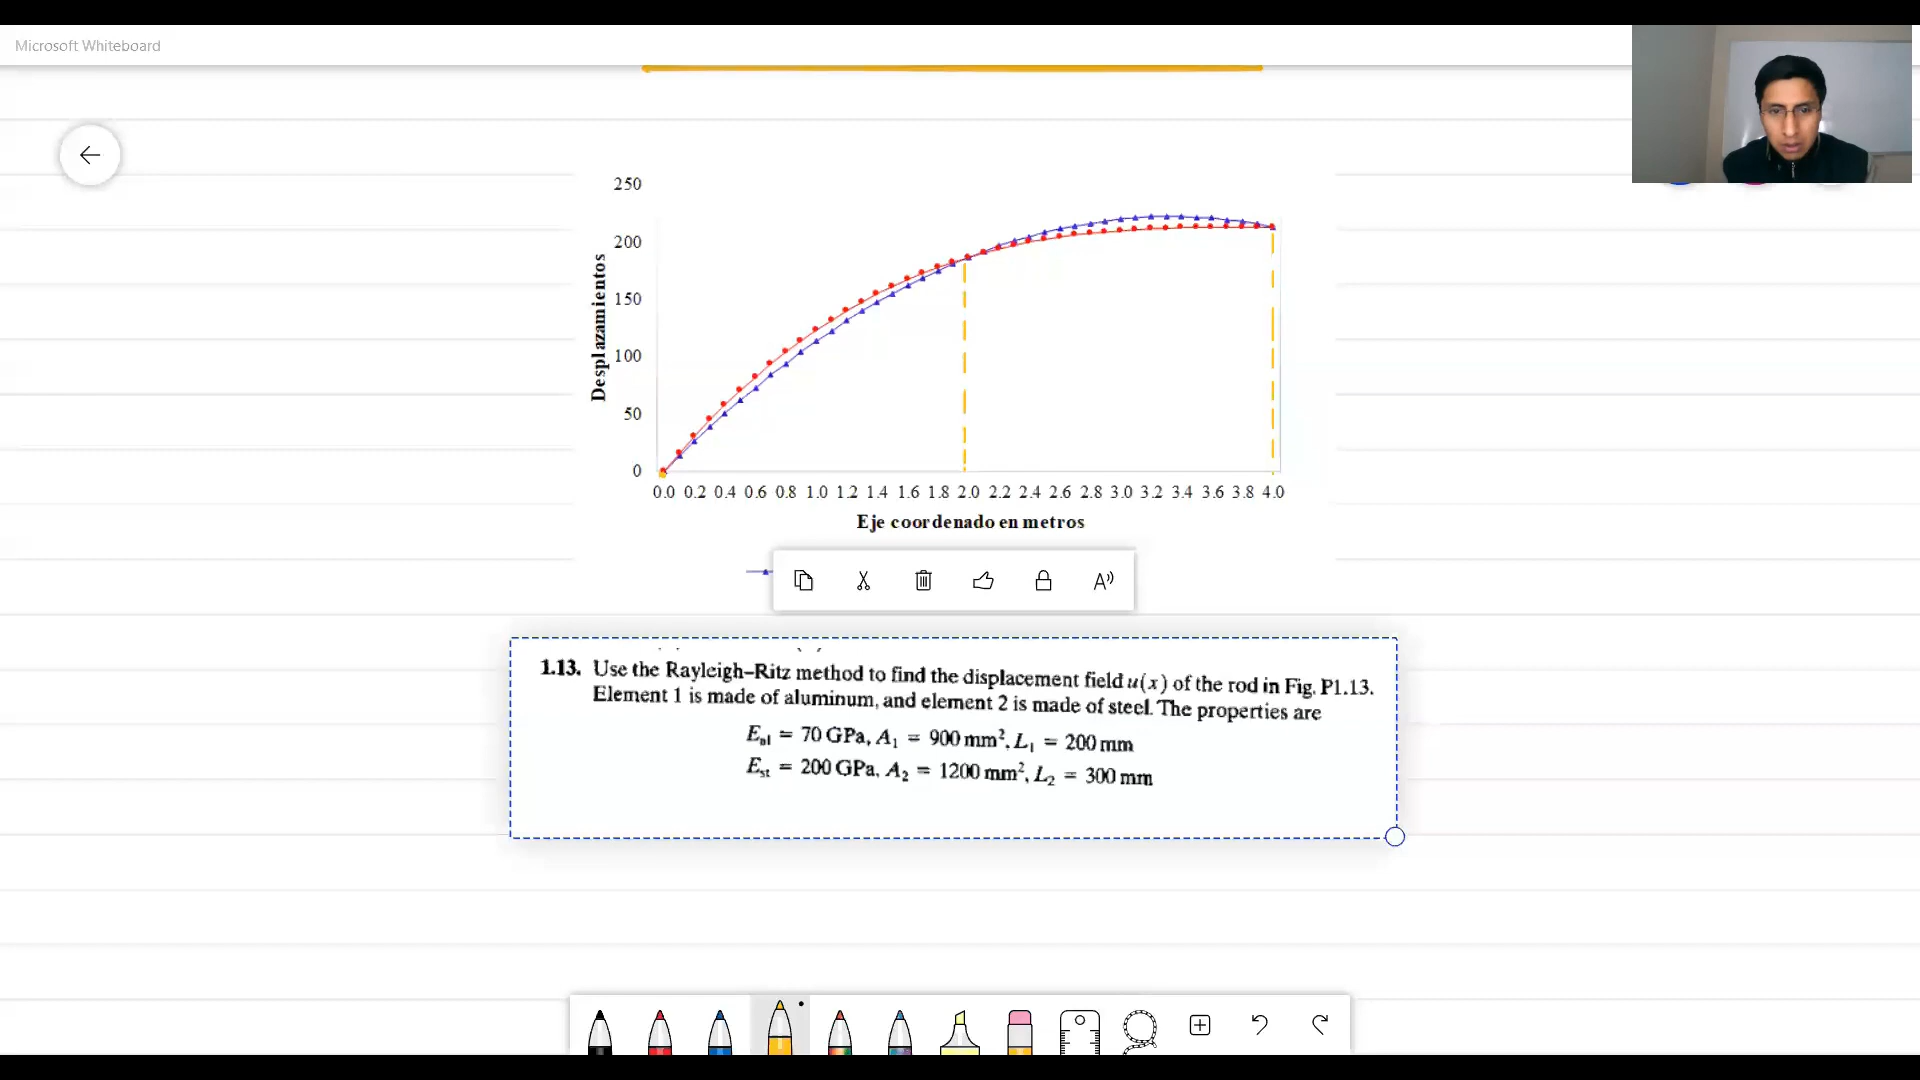 Microsoft Whiteboard
250
200
150
100
50
0
Desplazamientos
0.0 0.2 0.4 0.6 0.8 1.0 1.2 1.4 1.6 1.8 2.0 2.2 2.4 2.6 2.8 3.0 3.2 3.4 3.6 3.8 4.0
Eje coordenado en metros
1.13. Use the Rayleigh–Ritz method to find the displacement field u(x) of the rod in Fig. P1.13.
Element 1 is made of aluminum, and element 2 is made of steel. The properties are
E_al = 70 GPa, A₁ = 900 mm², L₁ = 200 mm
E_st = 200 GPa, A₂ = 1200 mm², L₂ = 300 mm